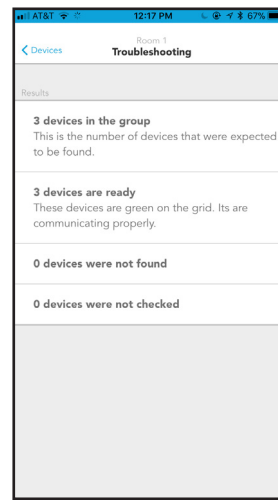 AT&T 12:17 PM 67%
Room 1
Devices Troubleshooting
Results
3 devices in the group
This is the number of devices that were expected
to be found.
3 devices are ready
These devices are green on the grid. Its are
communicating properly.
0 devices were not found
0 devices were not checked